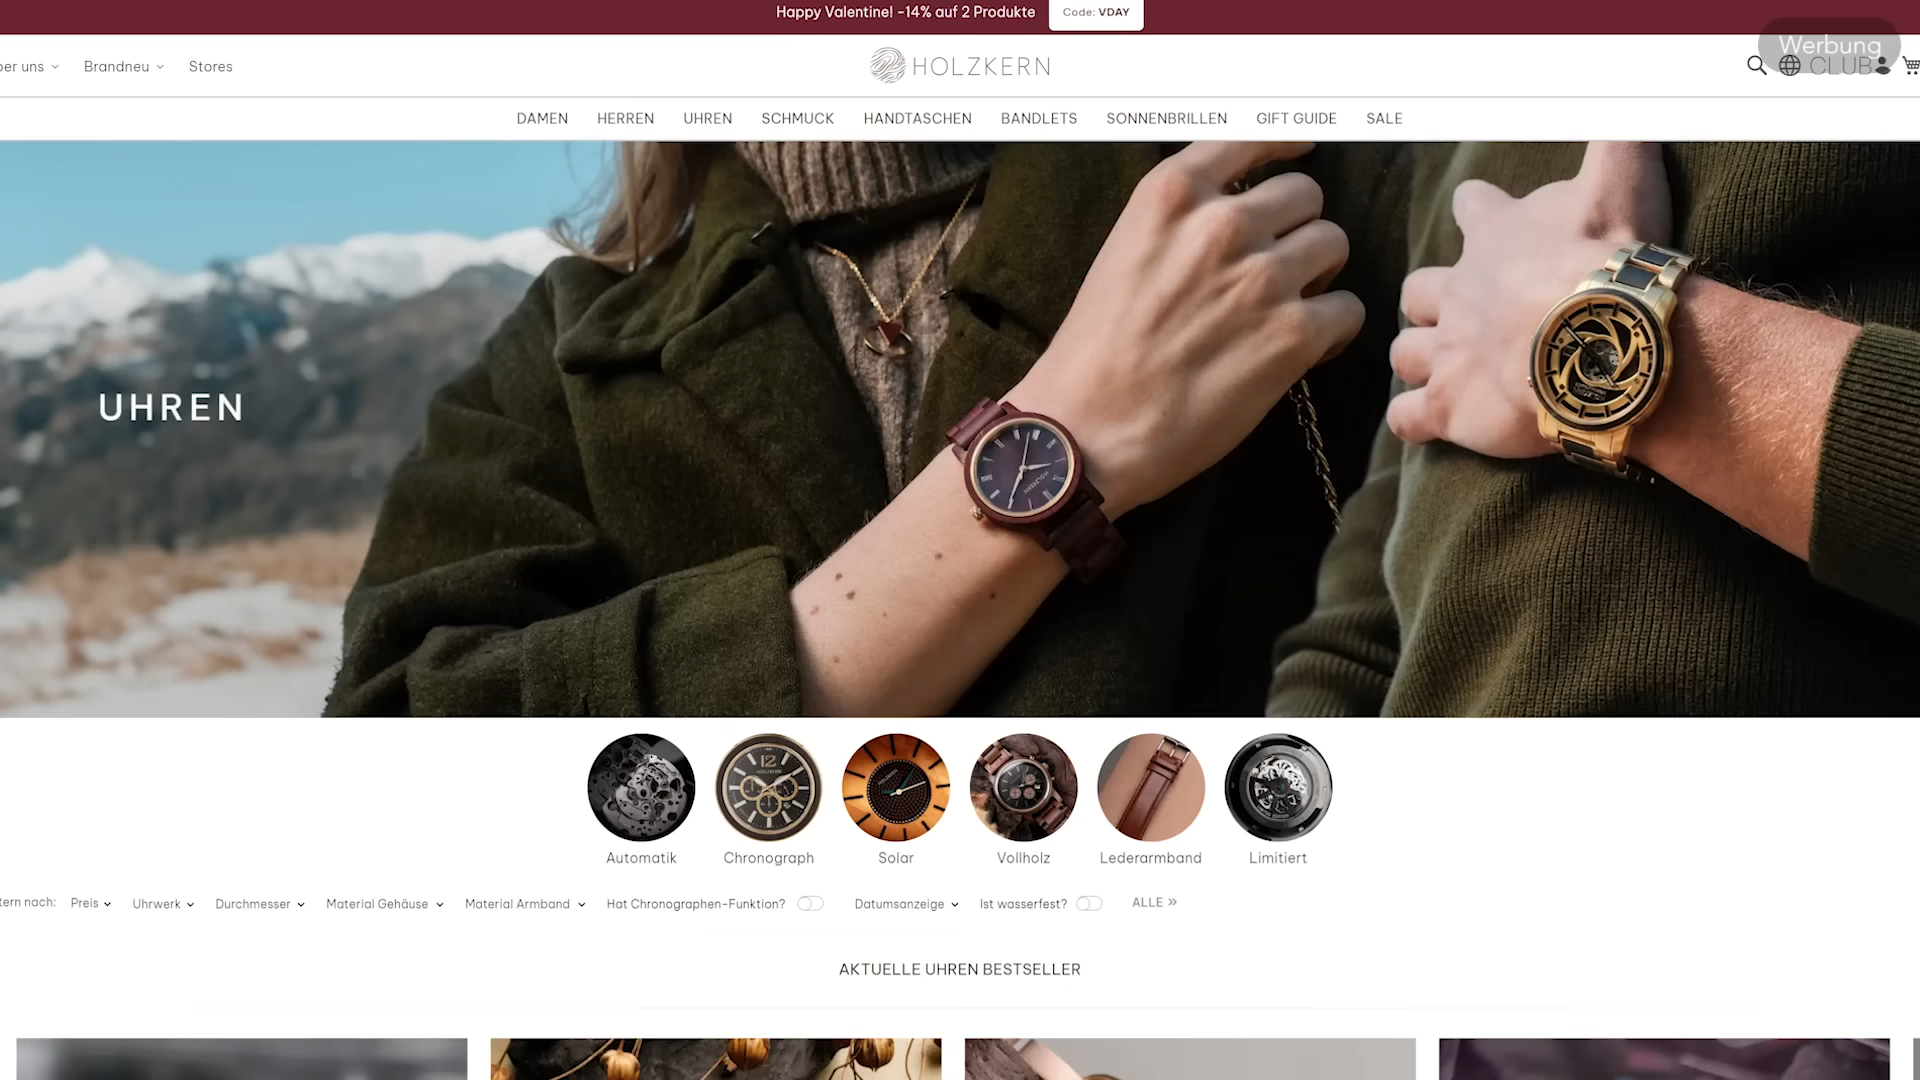 Happy Valentine! -14% auf 2 Produkte
Code: VDAY
Werbung
er uns
Brandneu
Stores
HOLZKERN
CLUB
DAMEN
HERREN
UHREN
SCHMUCK
HANDTASCHEN
BANDLETS
SONNENBRILLEN
GIFT GUIDE
SALE
UHREN
Automatik
Chronograph
Solar
Vollholz
Lederarmband
Limitiert
tern nach:
Preis
Uhrwerk
Durchmesser
Material Gehäuse
Material Armband
Hat Chronographen-Funktion?
Datumsanzeige
Ist wasserfest?
ALLE »
AKTUELLE UHREN BESTSELLER